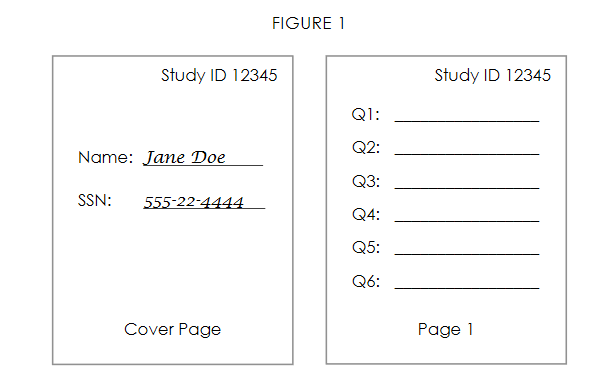 FIGURE 1
Study ID 12345
Name: Jane Doe
SSN: 555-22-4444
Cover Page
Study ID 12345
Q1:
Q2:
Q3:
Q4:
Q5:
Q6:
Page 1